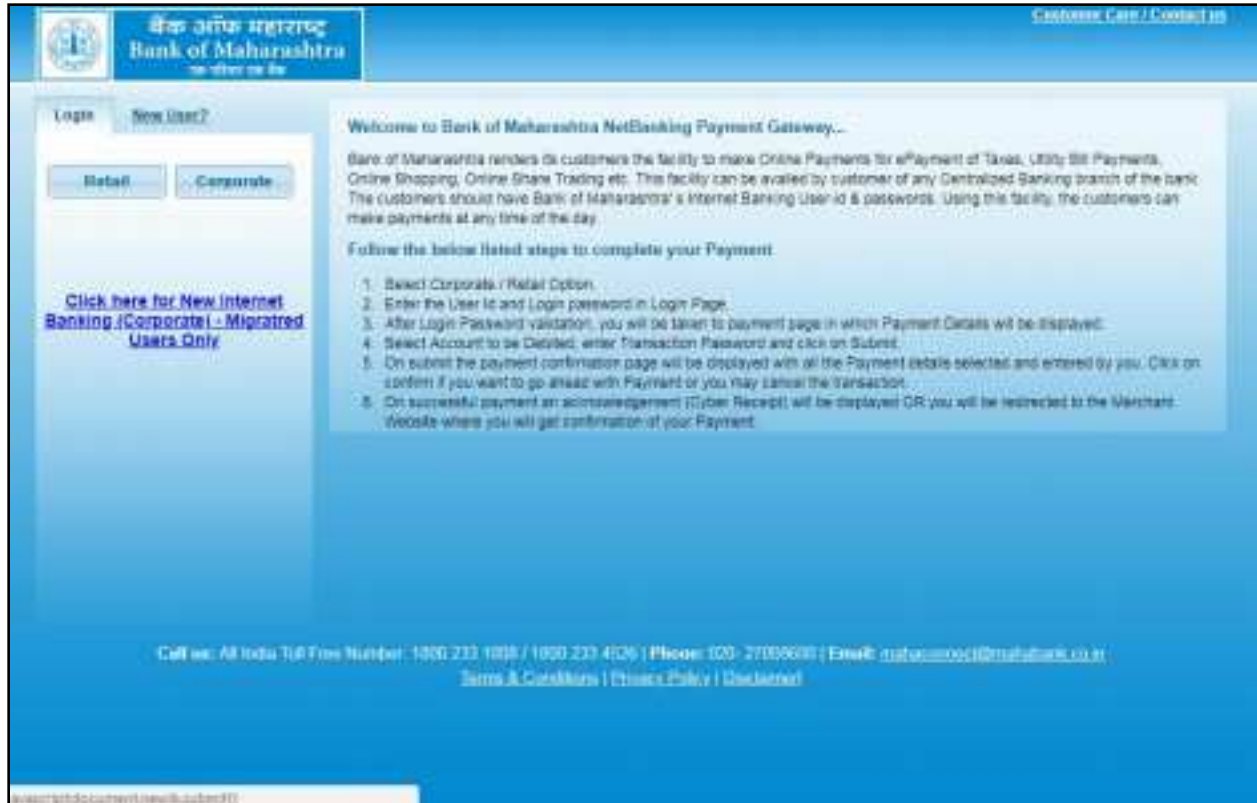 बैंक ऑफ महाराष्ट्र
Bank of Maharashtra
एक परिवार एक बैंक
Customer Care / Contact us
Login New User?
Retail Corporate
Click here for New Internet
Banking (Corporate) - Migratred
Users Only
Welcome to Bank of Maharashtra NetBanking Payment Gateway...
Bank of Maharashtra renders its customers the facility to make Online Payments for ePayment of Taxes, Utility Bill Payments,
Online Shopping, Online Share Trading etc. This facility can be availed by customer of any Centralized Banking branch of the bank
The customers should have Bank of Maharashtra's Internet Banking User-id & passwords. Using this facility, the customers can
make payments at any time of the day.
Follow the below listed steps to complete your Payment
1. Select Corporate / Retail Option.
2. Enter the User Id and Login password in Login Page.
3. After Login Password validation, you will be taken to payment page in which Payment Details will be displayed.
4. Select Account to be Debited, enter Transaction Password and click on Submit.
5. On submit the payment confirmation page will be displayed with all the Payment details selected and entered by you. Click on
confirm if you want to go ahead with Payment or you may cancel the transaction.
6. On successful payment an acknowledgement (Cyber Receipt) will be displayed OR you will be redirected to the Merchant
Website where you will get confirmation of your Payment.
Call us: All India Toll Free Number: 1800 233 / 1800 233 4526 | Phone: 020- | Email: mahaconnect@mahabank.co.in
Terms & Conditions | Privacy Policy | Disclaimer